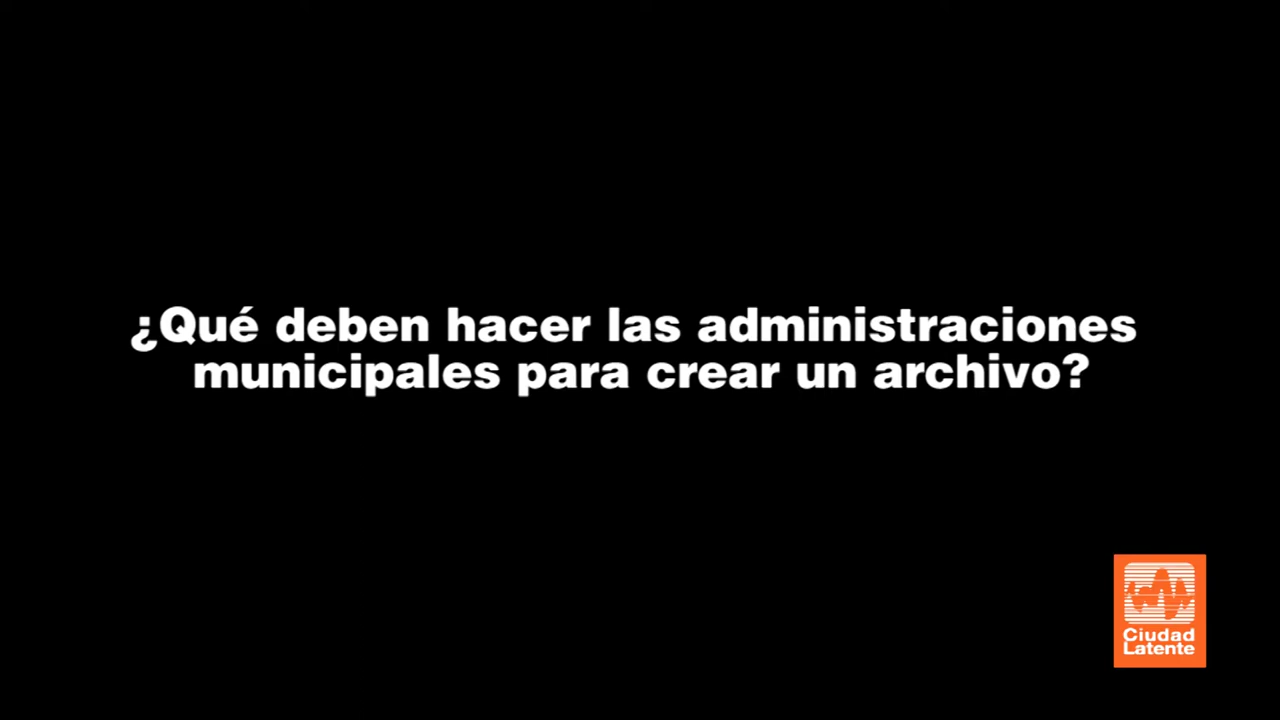 ¿Qué deben hacer las administraciones
municipales para crear un archivo?
Ciudad
Latente